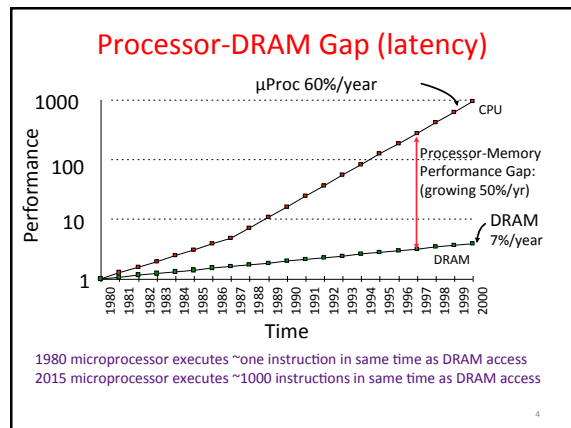 Processor-DRAM Gap (latency)
µProc 60%/year
1000
CPU
100
Processor-Memory
Performance Gap:
(growing 50%/yr)
10
DRAM
7%/year
DRAM
1
Performance
1980
1981
1982
1983
1984
1985
1986
1987
1988
1989
1990
1991
1992
1993
1994
1995
1996
1997
1998
1999
2000
Time
1980 microprocessor executes ~one instruction in same time as DRAM access
2015 microprocessor executes ~1000 instructions in same time as DRAM access
4